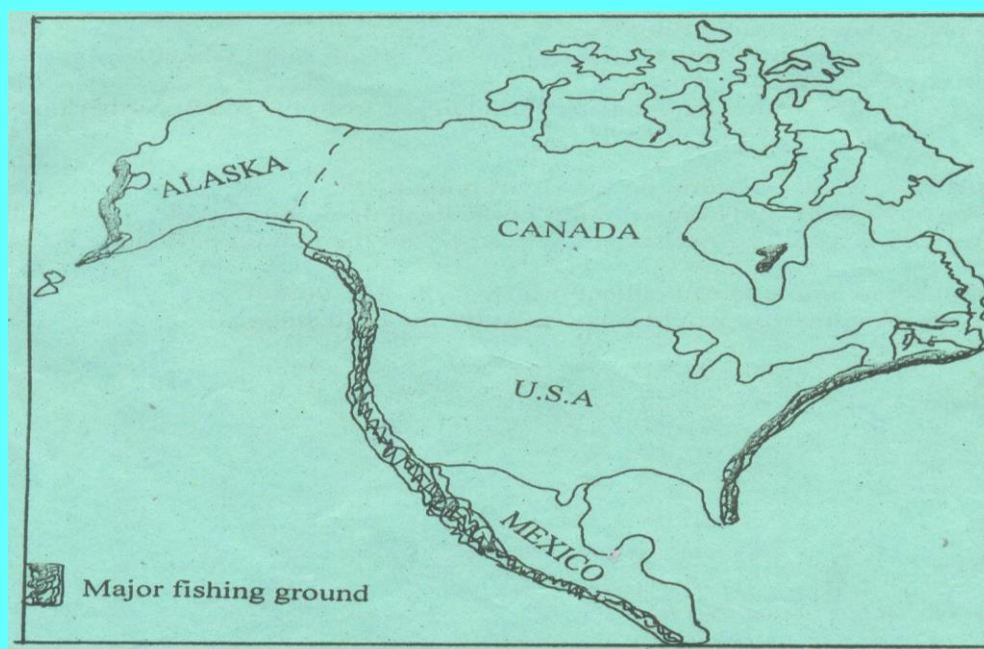 ALASKA
CANADA
U.S.A
MEXICO
Major fishing ground